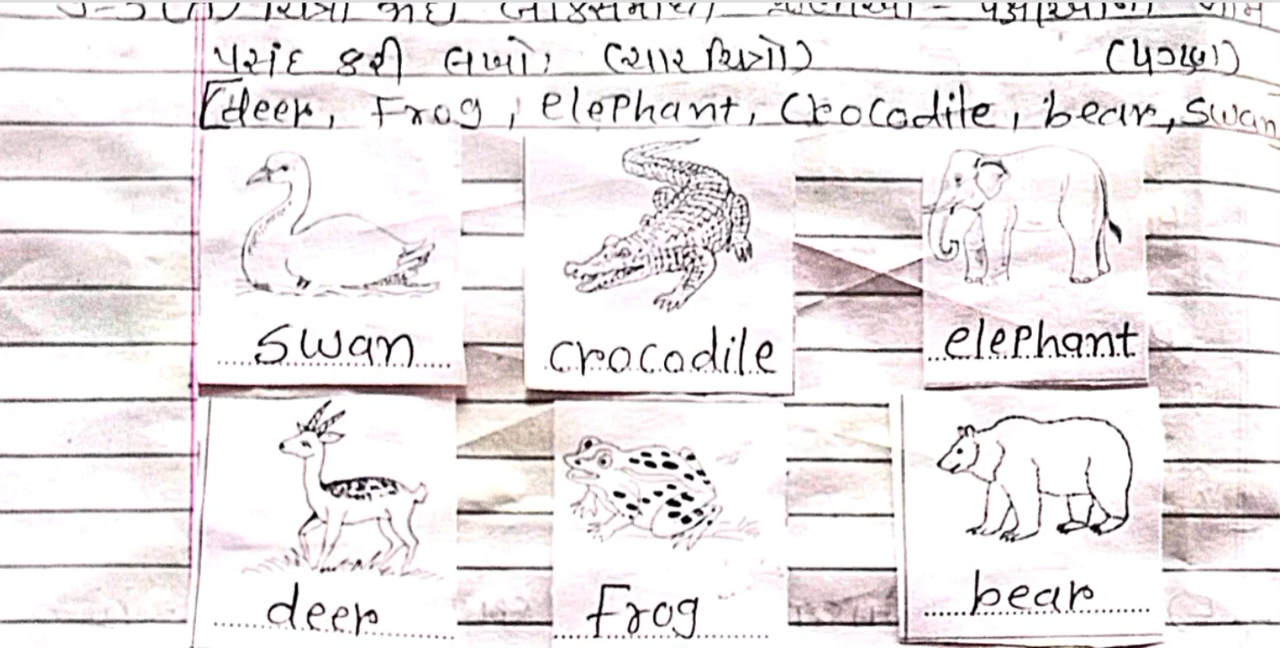 ચિત્રો જોઈ નામ
પસંદ કરી લખો: (ચાર ચિત્રો)
[deer, Frog, elephant, Crocodile, bear, swan
swan crocodile elephant
deer frog bear